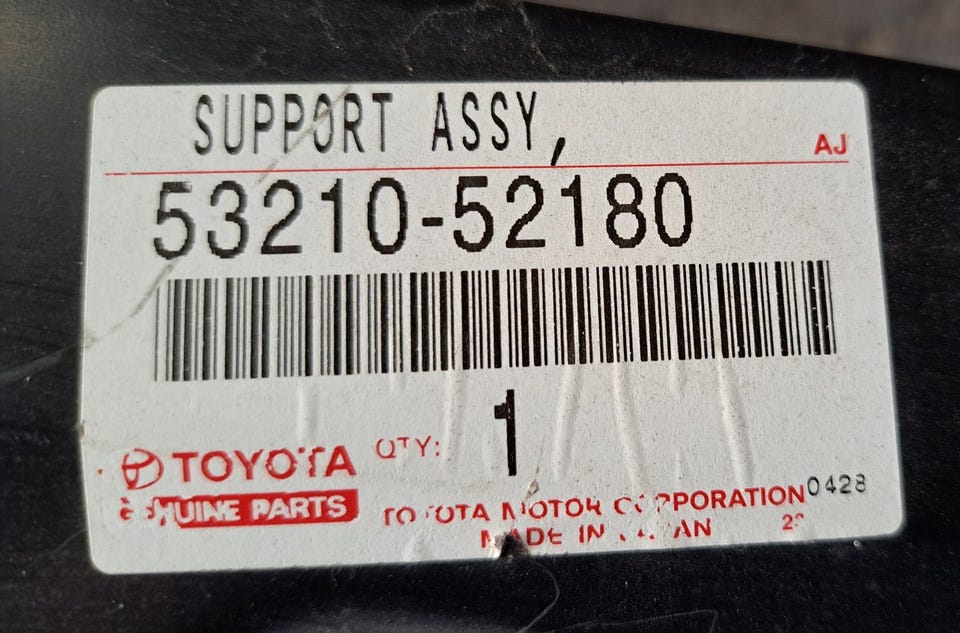 SUPPORT ASSY,
AJ
53210-52180
QTY: 1
TOYOTA
GENUINE PARTS
0428
TOYOTA MOTOR CORPORATION
MADE IN JAPAN